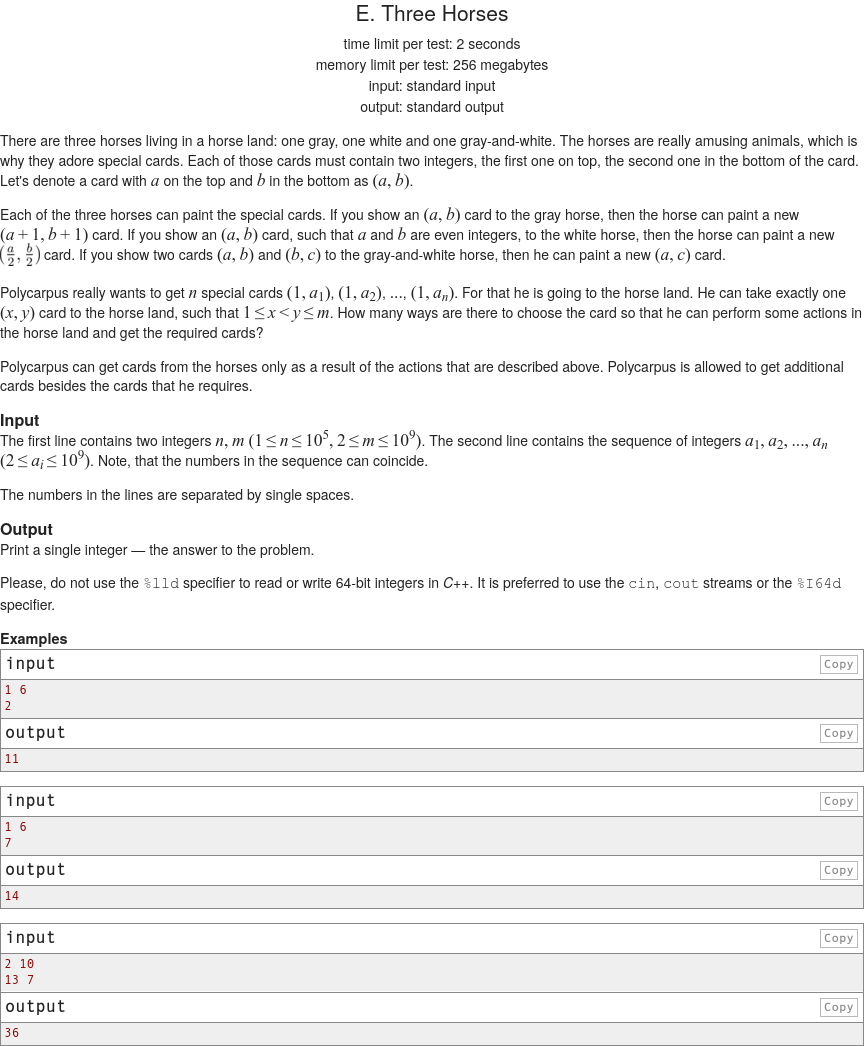 E. Three Horses
time limit per test: 2 seconds
memory limit per test: 256 megabytes
input: standard input
output: standard output
There are three horses living in a horse land: one gray, one white and one gray-and-white. The horses are really amusing animals, which is
why they adore special cards. Each of those cards must contain two integers, the first one on top, the second one in the bottom of the card.
Let's denote a card with a on the top and b in the bottom as (a, b).
Each of the three horses can paint the special cards. If you show an (a, b) card to the gray horse, then the horse can paint a new
(a + 1, b + 1) card. If you show an (a, b) card, such that a and b are even integers, to the white horse, then the horse can paint a new
(a/2, b/2) card. If you show two cards (a, b) and (b, c) to the gray-and-white horse, then he can paint a new (a, c) card.
Polycarpus really wants to get n special cards (1, a1), (1, a2), ..., (1, an). For that he is going to the horse land. He can take exactly one
(x, y) card to the horse land, such that 1 ≤ x < y ≤ m. How many ways are there to choose the card so that he can perform some actions in
the horse land and get the required cards?
Polycarpus can get cards from the horses only as a result of the actions that are described above. Polycarpus is allowed to get additional
cards besides the cards that he requires.
Input
The first line contains two integers n, m (1 ≤ n ≤ 10^5, 2 ≤ m ≤ 10^9). The second line contains the sequence of integers a1, a2, ..., an
(2 ≤ ai ≤ 10^9). Note, that the numbers in the sequence can coincide.
The numbers in the lines are separated by single spaces.
Output
Print a single integer — the answer to the problem.
Please, do not use the %lld specifier to read or write 64-bit integers in C++. It is preferred to use the cin, cout streams or the %I64d
specifier.
Examples
input Copy
1 6
2
output Copy
11
input Copy
1 6
7
output Copy
14
input Copy
2 10
13 7
output Copy
36